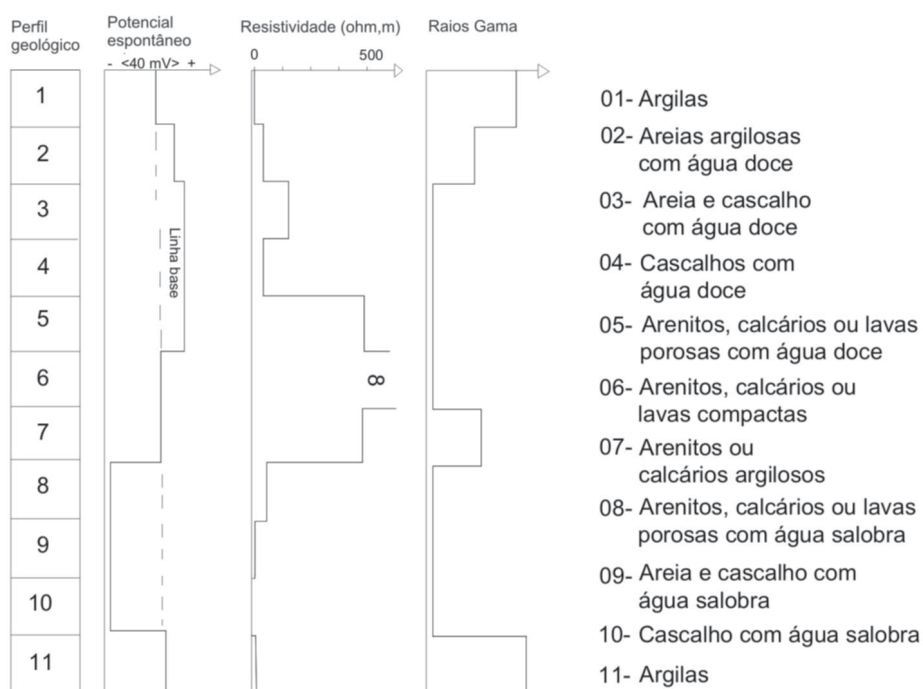 Perfil
geológico
Potencial
espontâneo
- <40 mV> +
Resistividade (ohm,m)
0 500
Raios Gama
1
2
3
4
5
6
7
8
9
10
11
Linha base
∞
01- Argilas
02- Areias argilosas
com água doce
03- Areia e cascalho
com água doce
04- Cascalhos com
água doce
05- Arenitos, calcários ou lavas
porosas com água doce
06- Arenitos, calcários ou
lavas compactas
07- Arenitos ou
calcários argilosos
08- Arenitos, calcários ou lavas
porosas com água salobra
09- Areia e cascalho com
água salobra
10- Cascalho com água salobra
11- Argilas